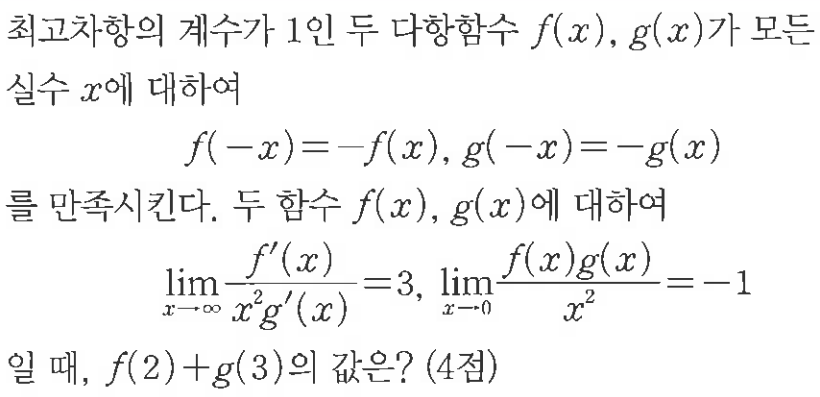 최고차항의 계수가 1인 두 다항함수 f(x), g(x)가 모든
실수 x에 대하여
f(−x)=−f(x), g(−x)=−g(x)
를 만족시킨다. 두 함수 f(x), g(x)에 대하여
lim_{x→∞} f′(x)/(x²g′(x)) =3, lim_{x→0} f(x)g(x)/x² =−1
일 때, f(2)+g(3)의 값은? (4점)